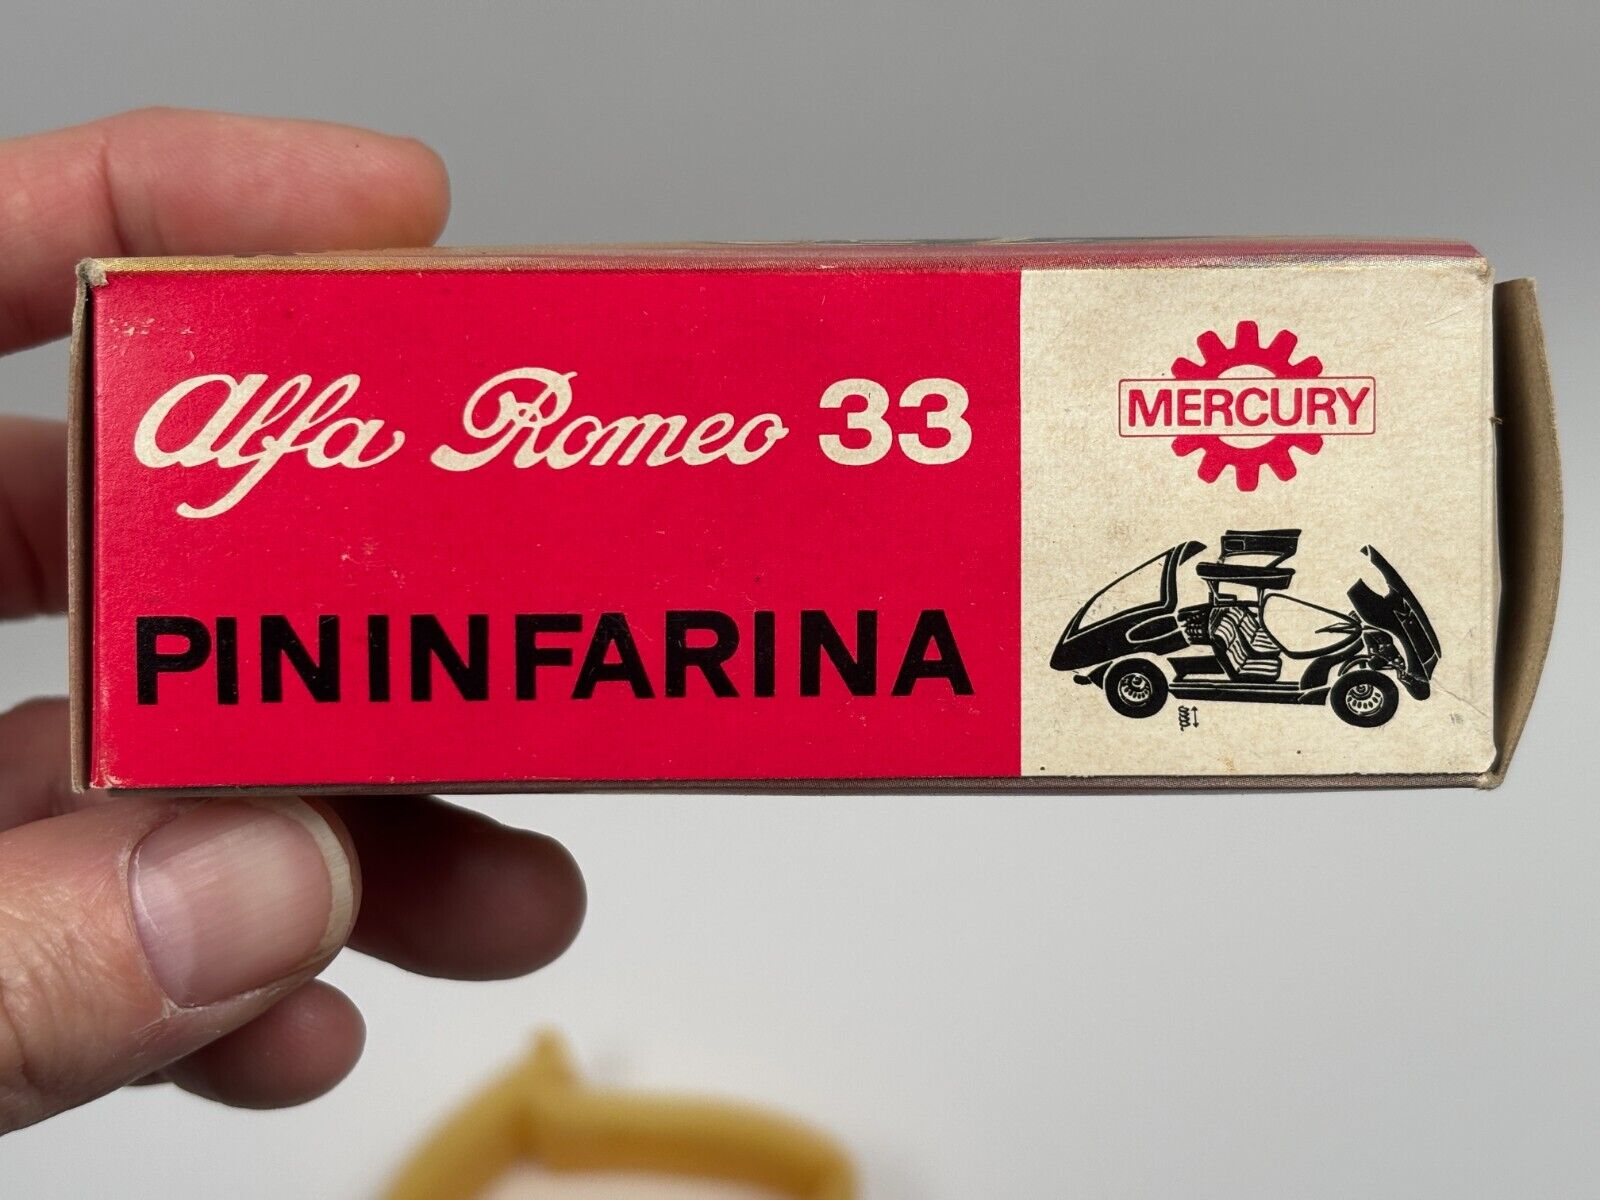 Alfa Romeo 33
PININFARINA
MERCURY